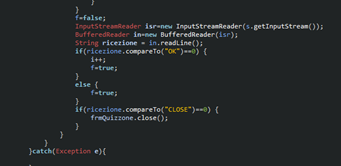 }
}
f=false;
InputStreamReader isr=new InputStreamReader(s.getInputStream());
BufferedReader in=new BufferedReader(isr);
String ricezione = in.readLine();
if(ricezione.compareTo("OK")==0) {
i++;
f=true;
}
else {
f=true;
}
if(ricezione.compareTo("CLOSE")==0) {
frmQuizzone.close();
}
}
}
}catch(Exception e){